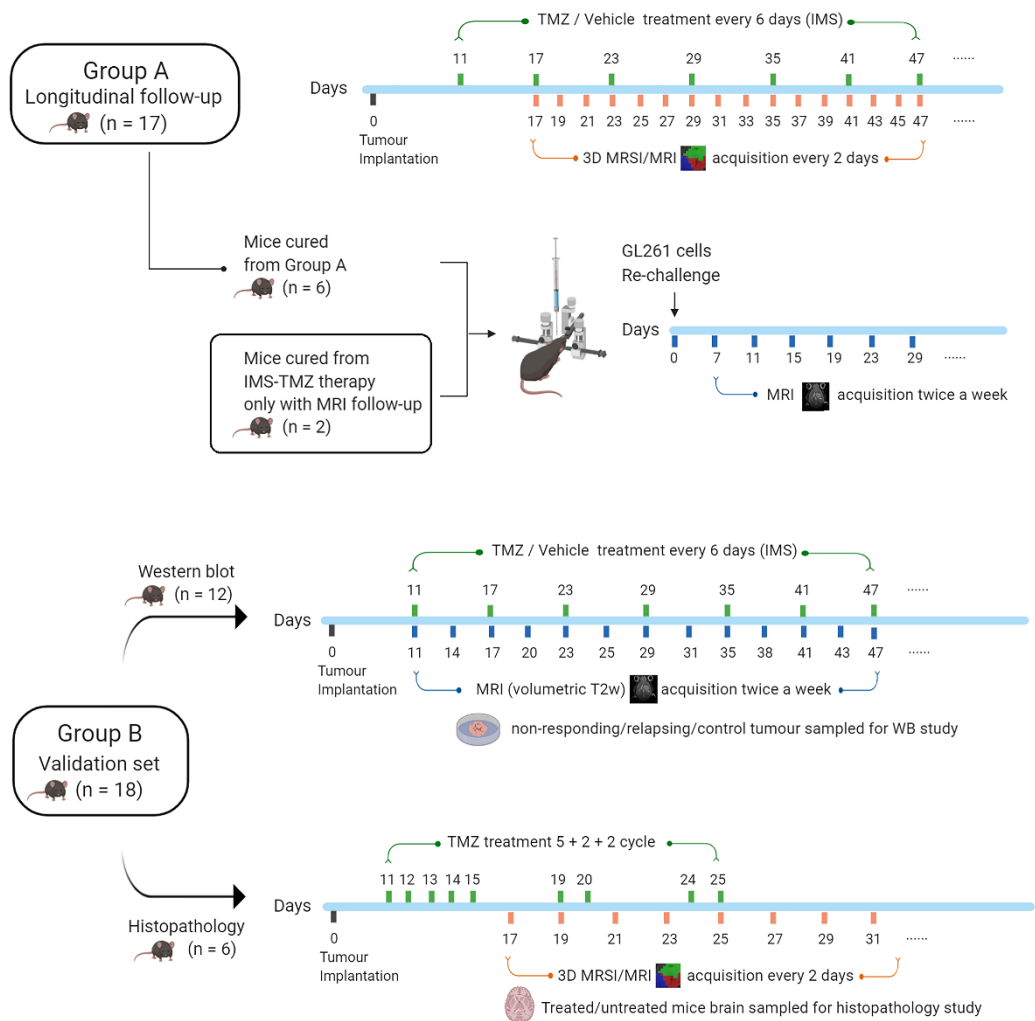 TMZ / Vehicle treatment every 6 days (IMS)
11 17 23 29 35 41 47 ......
Group A
Longitudinal follow-up
(n = 17)
Days
0 17 19 21 23 25 27 29 31 33 35 37 39 41 43 45 47 ......
Tumour
Implantation
3D MRSI/MRI acquisition every 2 days
Mice cured
from Group A
(n = 6)
GL261 cells
Re-challenge
Mice cured from
IMS-TMZ therapy
only with MRI follow-up
(n = 2)
Days
0 7 11 15 19 23 29 ......
MRI acquisition twice a week
TMZ / Vehicle treatment every 6 days (IMS)
Western blot
(n = 12)
11 17 23 29 35 41 47 ......
Days
0 11 14 17 20 23 25 29 31 35 38 41 43 47 ......
Tumour
Implantation
MRI (volumetric T2w) acquisition twice a week
non-responding/relapsing/control tumour sampled for WB study
Group B
Validation set
(n = 18)
TMZ treatment 5 + 2 + 2 cycle
11 12 13 14 15 19 20 24 25
Days
Histopathology
(n = 6)
0 17 19 21 23 25 27 29 31 ......
Tumour
Implantation
3D MRSI/MRI acquisition every 2 days
Treated/untreated mice brain sampled for histopathology study